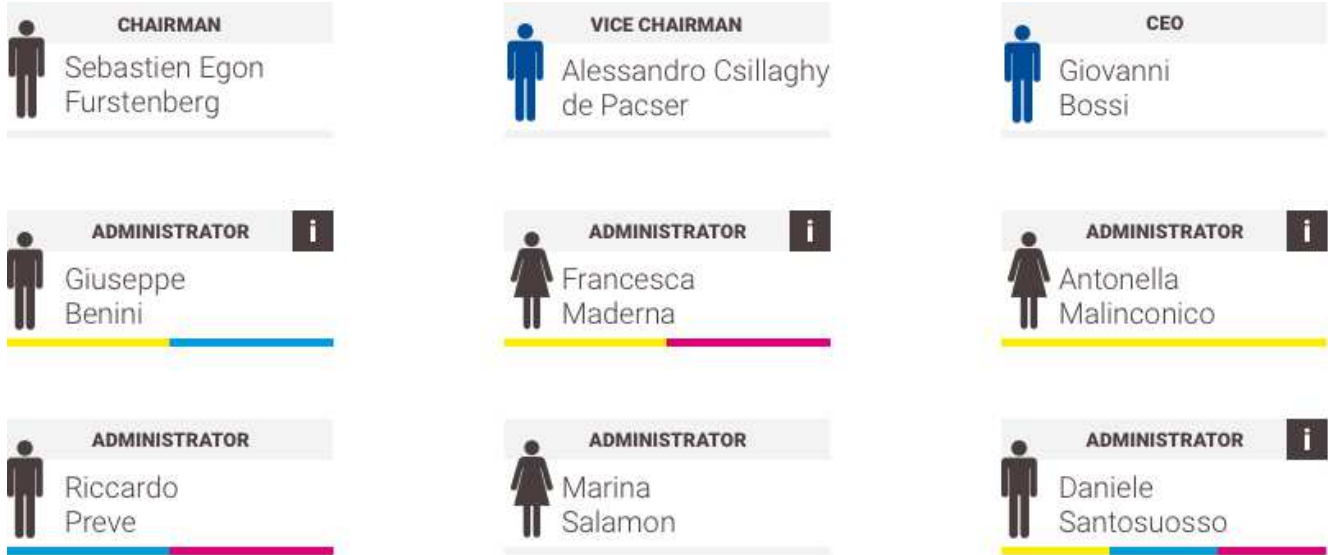 CHAIRMAN
Sebastien Egon
Furstenberg
VICE CHAIRMAN
Alessandro Csillaghy
de Pacser
CEO
Giovanni
Bossi
ADMINISTRATOR i
Giuseppe
Benini
ADMINISTRATOR i
Francesca
Maderna
ADMINISTRATOR i
Antonella
Malinconico
ADMINISTRATOR
Riccardo
Preve
ADMINISTRATOR
Marina
Salamon
ADMINISTRATOR i
Daniele
Santosuosso